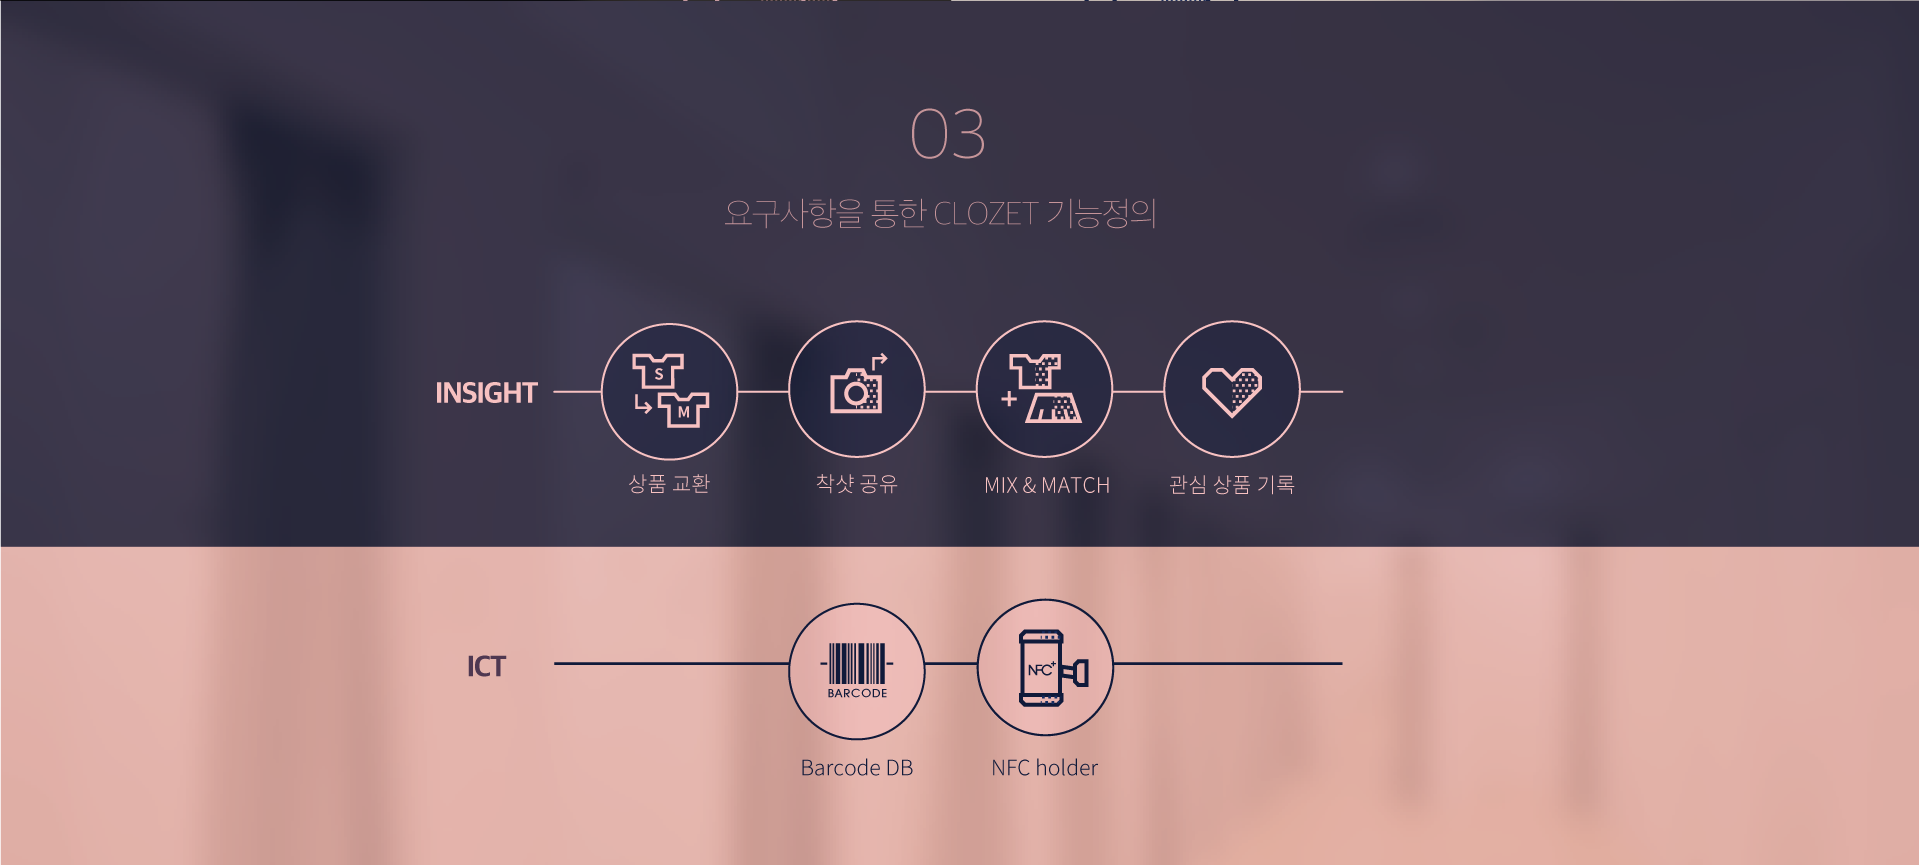 03
요구사항을 통한 CLOZET 기능정의
INSIGHT
S
M
상품 교환
착샷 공유
MIX & MATCH
관심 상품 기록
ICT
BARCODE
NFC+
Barcode DB
NFC holder